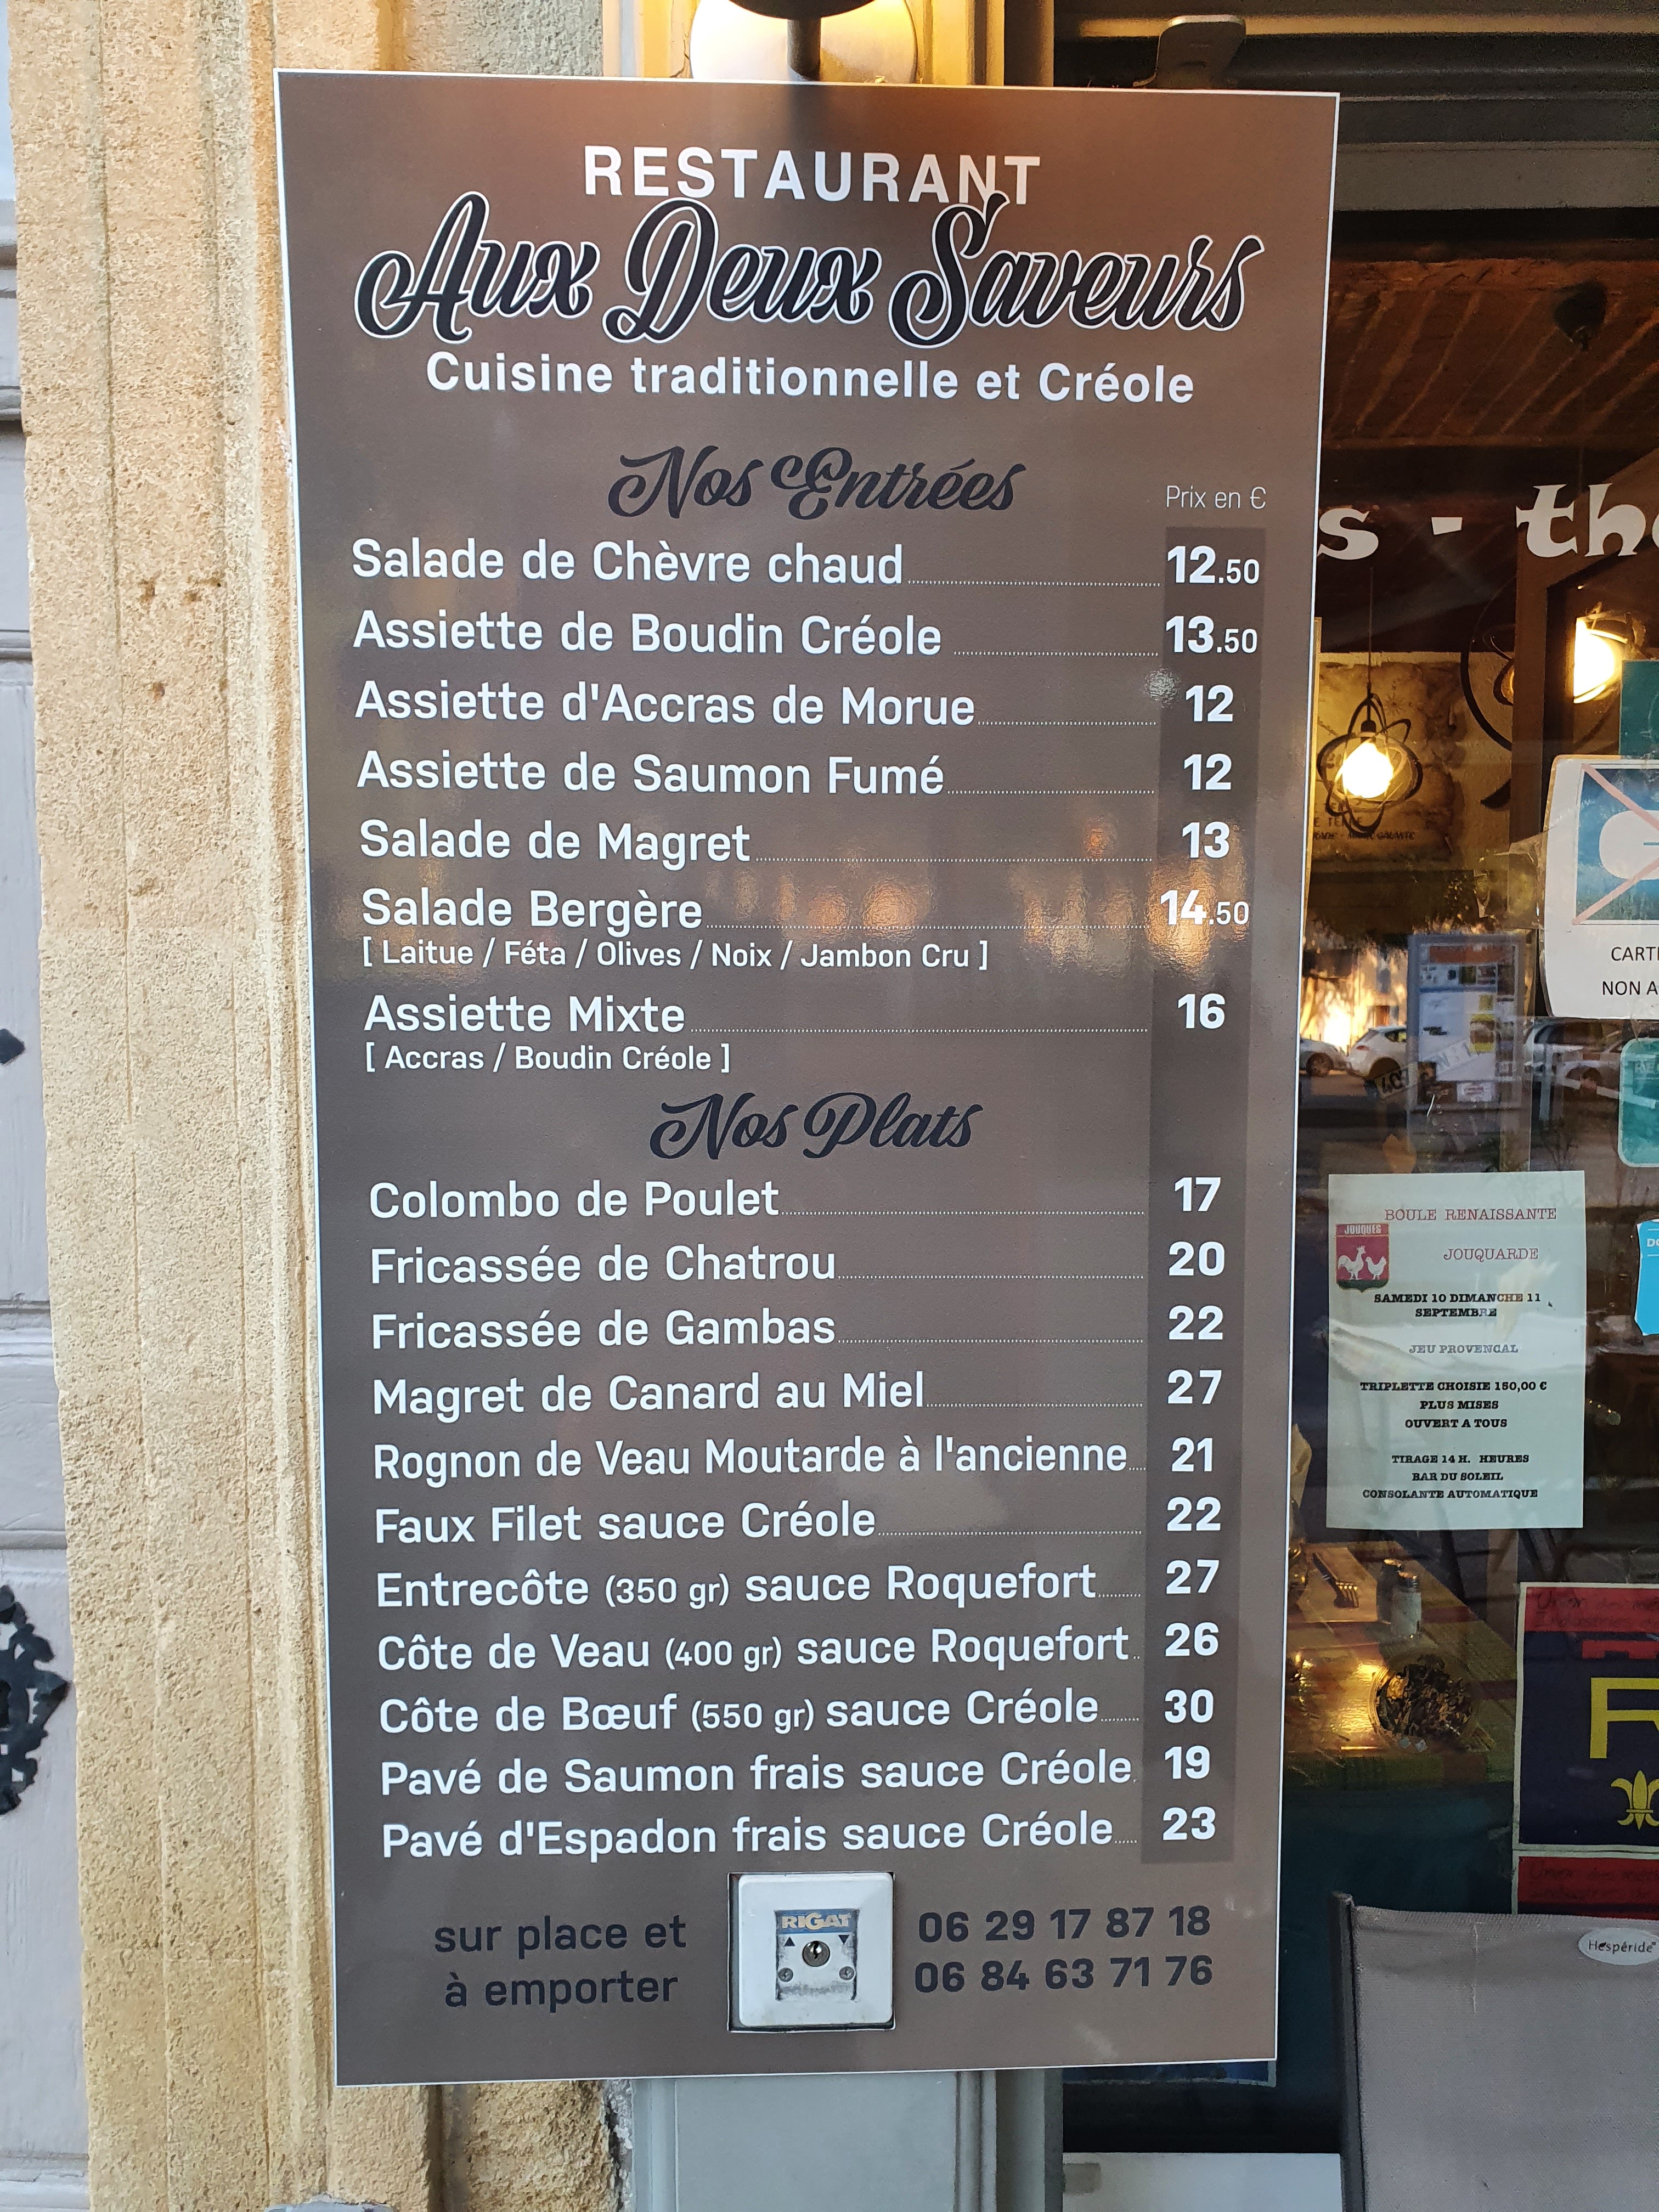 RESTAURANT
Aux Deux Saveurs
Cuisine traditionnelle et Créole
Nos Entrées
Prix en €
Salade de Chèvre chaud 12.50
Assiette de Boudin Créole 13.50
Assiette d'Accras de Morue 12
Assiette de Saumon Fumé 12
Salade de Magret 13
Salade Bergère 14.50
[ Laitue / Féta / Olives / Noix / Jambon Cru ]
Assiette Mixte 16
[ Accras / Boudin Créole ]
Nos Plats
Colombo de Poulet 17
Fricassée de Chatrou 20
Fricassée de Gambas 22
Magret de Canard au Miel 27
Rognon de Veau Moutarde à l'ancienne 21
Faux Filet sauce Créole 22
Entrecôte (350 gr) sauce Roquefort 27
Côte de Veau (400 gr) sauce Roquefort 26
Côte de Bœuf (550 gr) sauce Créole 30
Pavé de Saumon frais sauce Créole 19
Pavé d'Espadon frais sauce Créole 23
sur place et
à emporter
RIGAT
06 29 17 87 18
06 84 63 71 76
s - th
CART
NON A
BOULE RENAISSANTE
JOUQUES
JOUQUARDE
SAMEDI 10 DIMANCHE 11
SEPTEMBRE
JEU PROVENCAL
TRIPLETTE CHOISIE 150,00 €
PLUS MISES
OUVERT A TOUS
TIRAGE 14 H. HEURES
BAR DU SOLEIL
CONSOLANTE AUTOMATIQUE
Hespéride